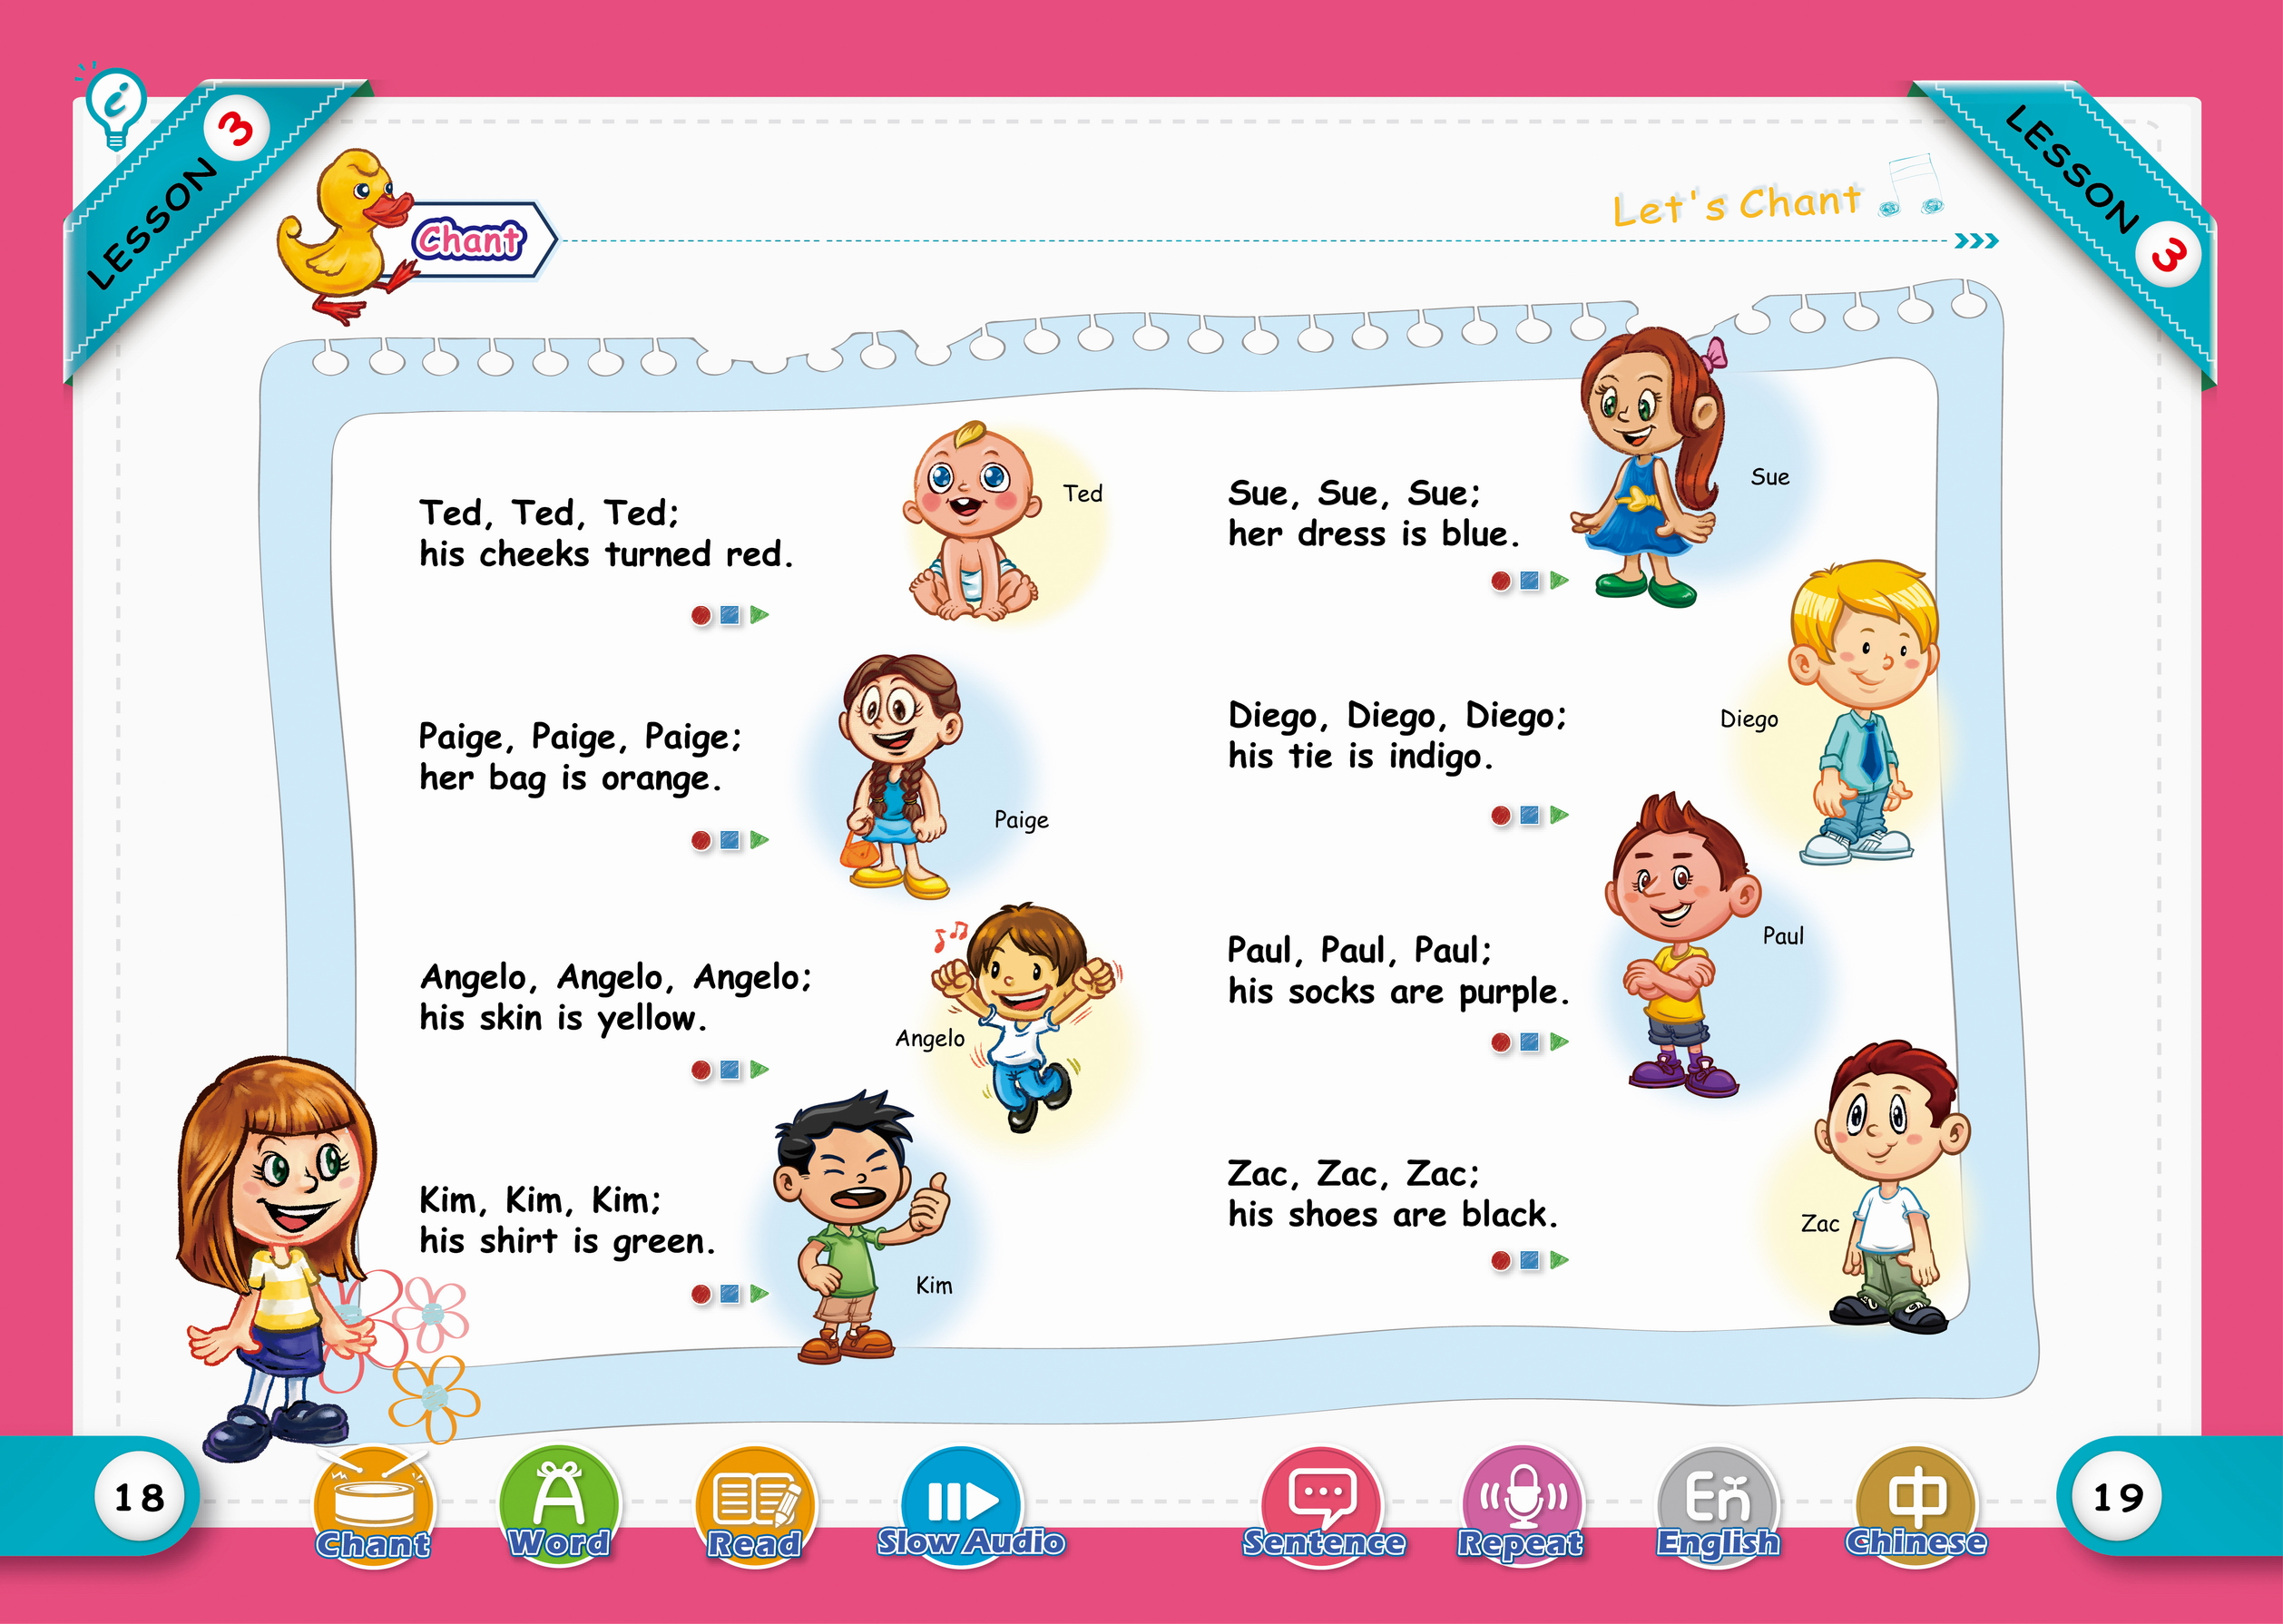 LESSON 3
LESSON 3
Chant
Let's Chant
Ted, Ted, Ted;
his cheeks turned red.
Ted
Paige, Paige, Paige;
her bag is orange.
Paige
Angelo, Angelo, Angelo;
his skin is yellow.
Angelo
Kim, Kim, Kim;
his shirt is green.
Kim
Sue, Sue, Sue;
her dress is blue.
Sue
Diego, Diego, Diego;
his tie is indigo.
Diego
Paul, Paul, Paul;
his socks are purple.
Paul
Zac, Zac, Zac;
his shoes are black.
Zac
18
Chant
A
Word
Read
Slow Audio
Sentence
Repeat
En
English
中
Chinese
19